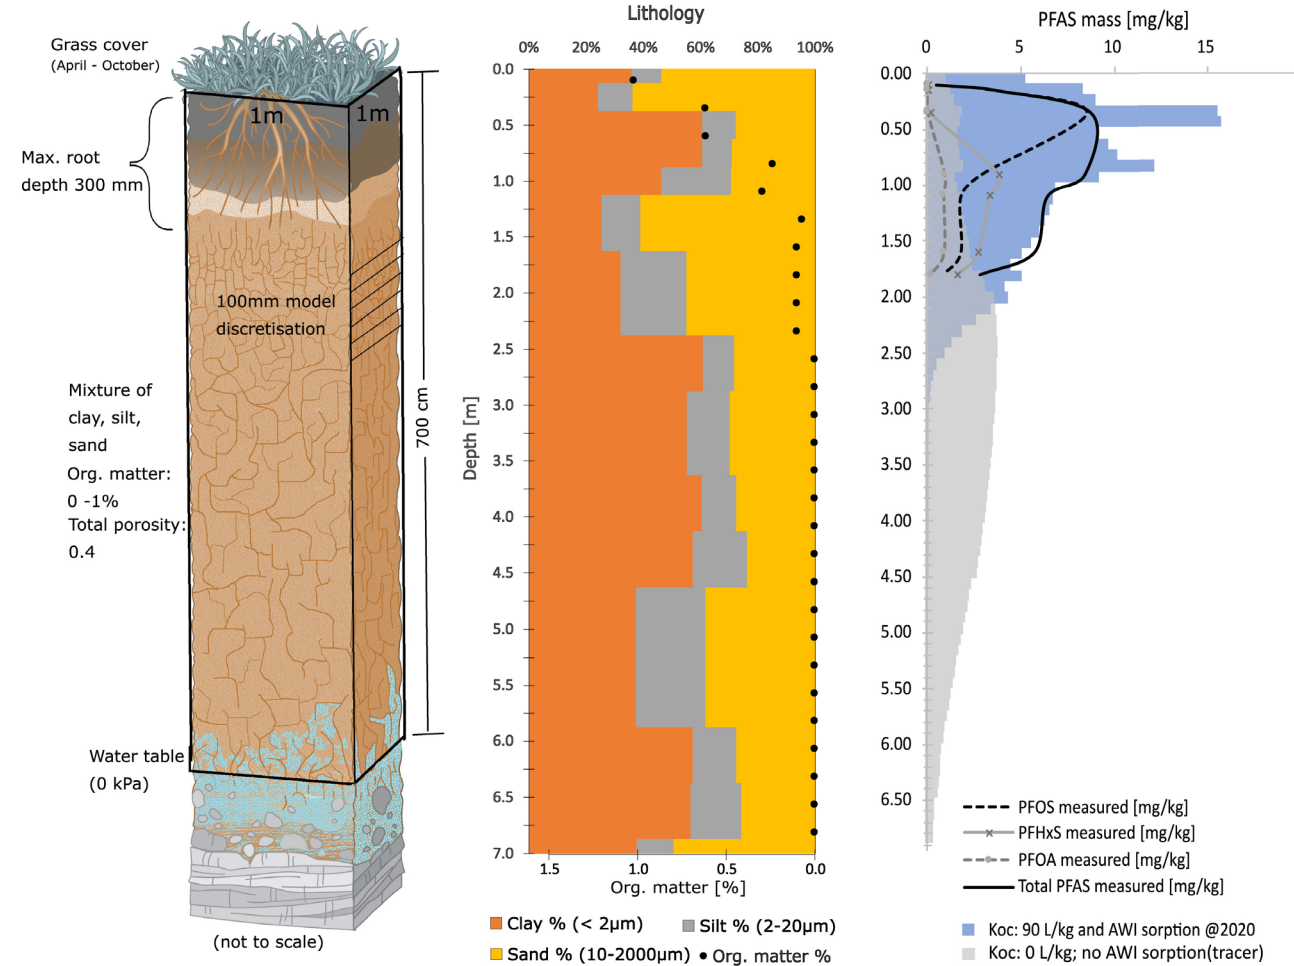 Grass cover
(April - October)
1m
1m
Max. root
depth 300 mm
100mm model
discretisation
Mixture of
clay, silt,
sand
Org. matter:
0 -1%
Total porosity:
0.4
700 cm
Water table
(0 kPa)
(not to scale)
Lithology
0% 20% 40% 60% 80% 100%
Depth [m]
0.0
0.5
1.0
1.5
2.0
2.5
3.0
3.5
4.0
4.5
5.0
5.5
6.0
6.5
7.0
1.5 1.0 0.5 0.0
Org. matter [%]
Clay % (< 2µm)
Silt % (2-20µm)
Sand % (10-2000µm)
Org. matter %
PFAS mass [mg/kg]
0 5 10 15
0.00
0.50
1.00
1.50
2.00
2.50
3.00
3.50
4.00
4.50
5.00
5.50
6.00
6.50
PFOS measured [mg/kg]
PFHxS measured [mg/kg]
PFOA measured [mg/kg]
Total PFAS measured [mg/kg]
Koc: 90 L/kg and AWI sorption @2020
Koc: 0 L/kg; no AWI sorption(tracer)